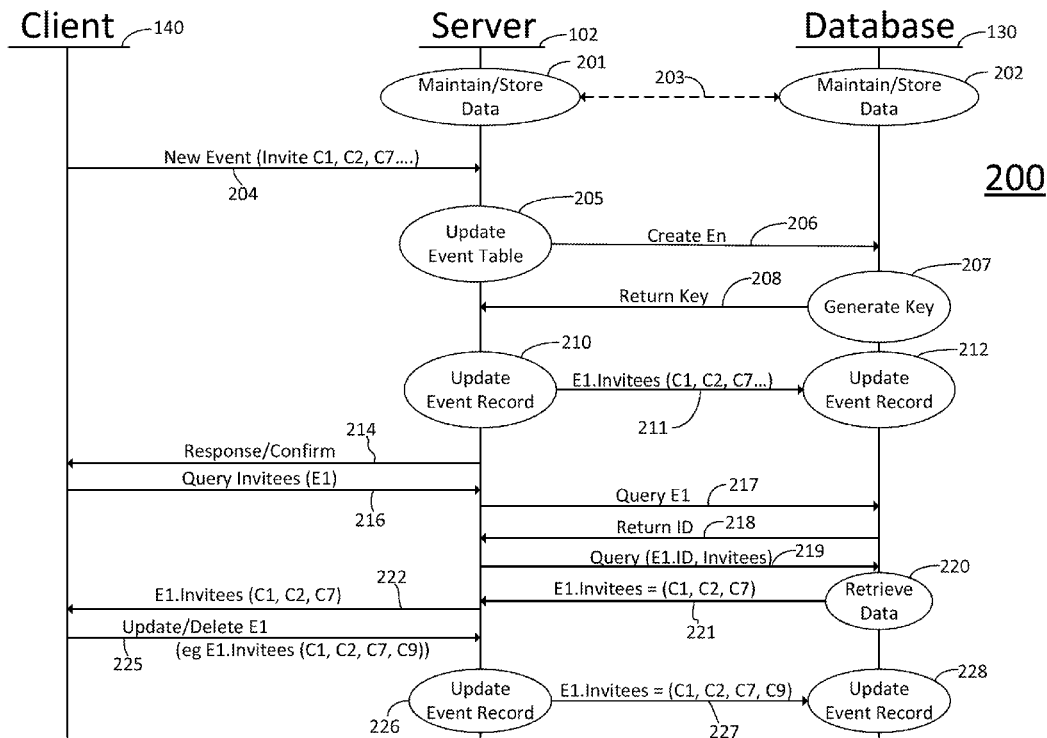 Client
Server
Database
140
102
130
201
202
Maintain/Store
Data
203
Maintain/Store
Data
New Event (Invite C1, C2, C7....)
204
200
205
Update
Event Table
Create En
206
207
Return Key
208
Generate Key
210
212
Update
Event Record
E1.Invitees (C1, C2, C7...)
211
Update
Event Record
214
Response/Confirm
Query Invitees (E1)
216
Query E1
217
Return ID
218
Query (E1.ID, Invitees)
219
220
222
E1.Invitees (C1, C2, C7)
E1.Invitees = (C1, C2, C7)
221
Retrieve
Data
Update/Delete E1
225
(eg E1.Invitees (C1, C2, C7, C9))
228
Update
Event Record
226
E1.Invitees = (C1, C2, C7, C9)
227
Update
Event Record